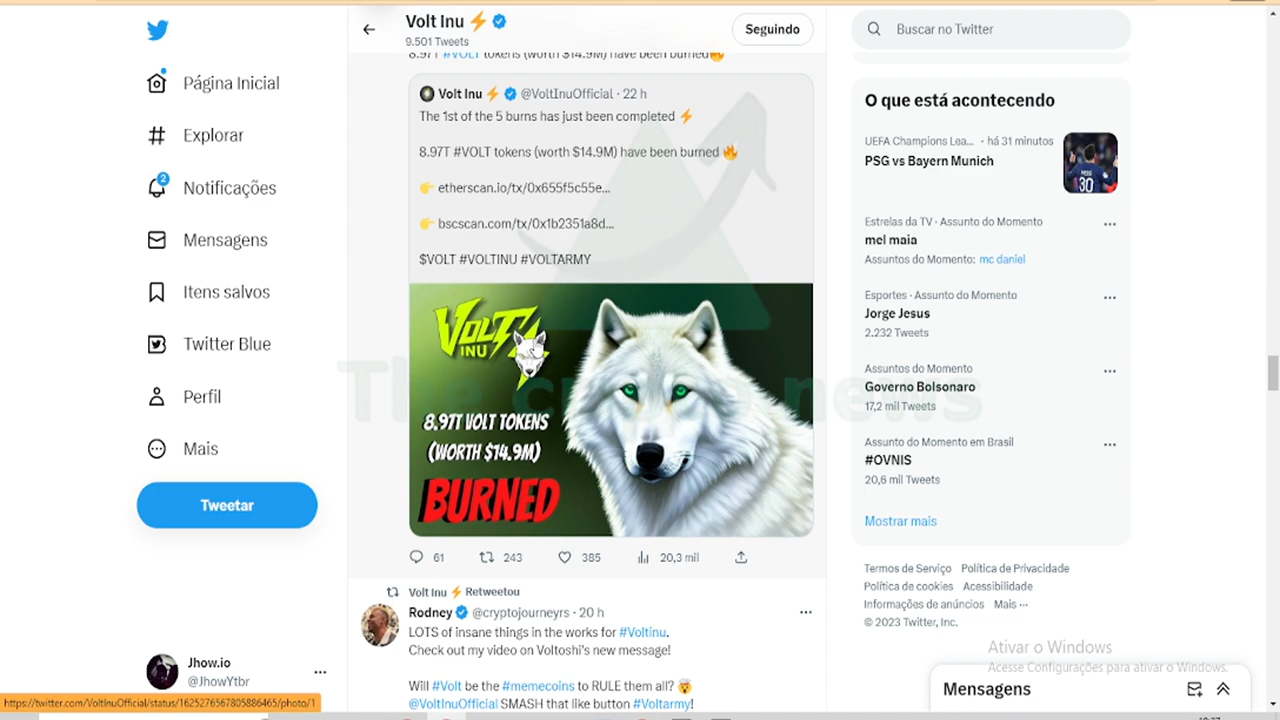 Volt Inu
9.501 Tweets
Seguindo
8.97T #VOLT tokens (worth $14.9M) have been burned🔥
Página Inicial
Explorar
2
Notificações
Mensagens
Itens salvos
Twitter Blue
Perfil
Mais
Tweetar
Jhow.io
@JhowYtbr
Volt Inu ⚡ @VoltInuOfficial · 22 h
The 1st of the 5 burns has just been completed ⚡
8.97T #VOLT tokens (worth $14.9M) have been burned 🔥
👉 etherscan.io/tx/0x655f5c55e...
👉 bscscan.com/tx/0x1b2351a8d...
$VOLT #VOLTINU #VOLTARMY
VOLT
INU
8.97T VOLT TOKENS
(WORTH $14.9M)
BURNED
61 243 385 20,3 mil
Volt Inu ⚡ Retweetou
Rodney @cryptojourneyrs · 20 h
LOTS of insane things in the works for #Voltinu.
Check out my video on Voltoshi's new message!
Will #Volt be the #memecoins to RULE them all? 🤯
@VoltInuOfficial SMASH that like button #Voltarmy!
Buscar no Twitter
O que está acontecendo
UEFA Champions Lea... · há 31 minutos
PSG vs Bayern Munich
30
Estrelas da TV · Assunto do Momento
mel maia
Assuntos do Momento: mc daniel
Esportes · Assunto do Momento
Jorge Jesus
2.232 Tweets
Assuntos do Momento
Governo Bolsonaro
17,2 mil Tweets
Assunto do Momento em Brasil
#OVNIS
20,6 mil Tweets
Mostrar mais
Termos de Serviço Política de Privacidade
Política de cookies Acessibilidade
Informações de anúncios Mais ···
© 2023 Twitter, Inc.
Ativar o Windows
Acesse Configurações para ativar o Windows.
Mensagens
https://twitter.com/VoltInuOfficial/status/1625276567805886465/photo/1